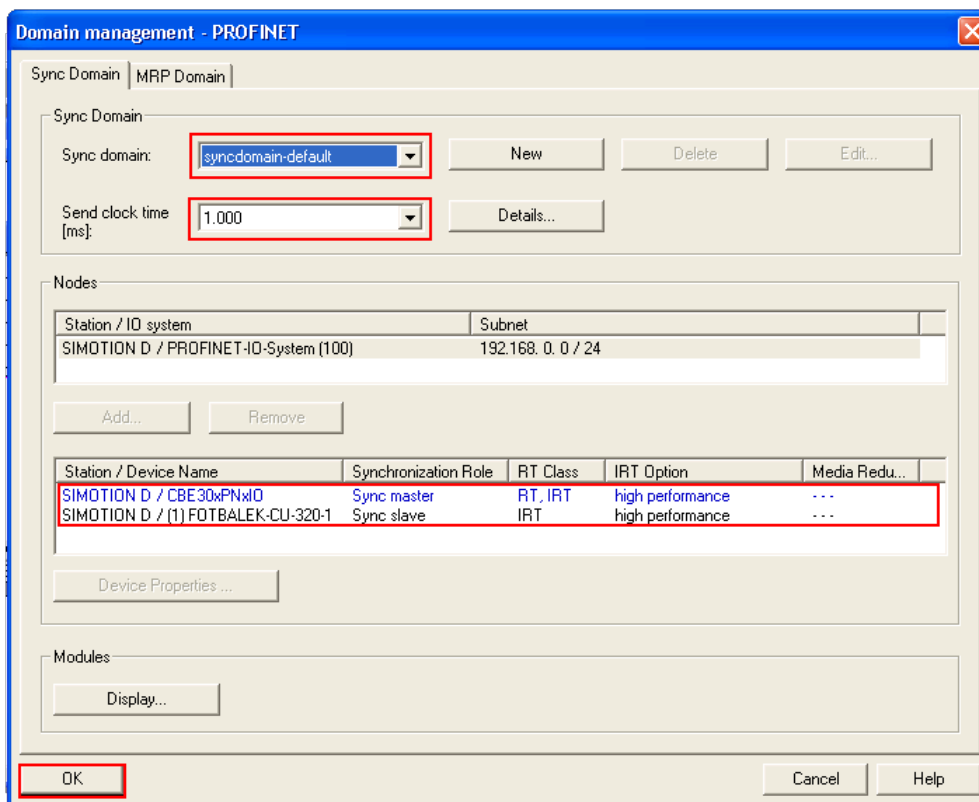 Domain management - PROFINET
Sync Domain
MRP Domain
Sync Domain
Sync domain:
syncdomain-default
New
Delete
Edit...
Send clock time
[ms]:
1.000
Details...
Nodes
Station / IO system Subnet
SIMOTION D / PROFINET-IO-System (100) 192.168. 0. 0 / 24
Add...
Remove
Station / Device Name Synchronization Role RT Class IRT Option Media Redu...
SIMOTION D / CBE30xPNxIO Sync master RT, IRT high performance - - -
SIMOTION D / (1) FOTBALEK-CU-320-1 Sync slave IRT high performance - - -
Device Properties ...
Modules
Display...
OK
Cancel
Help